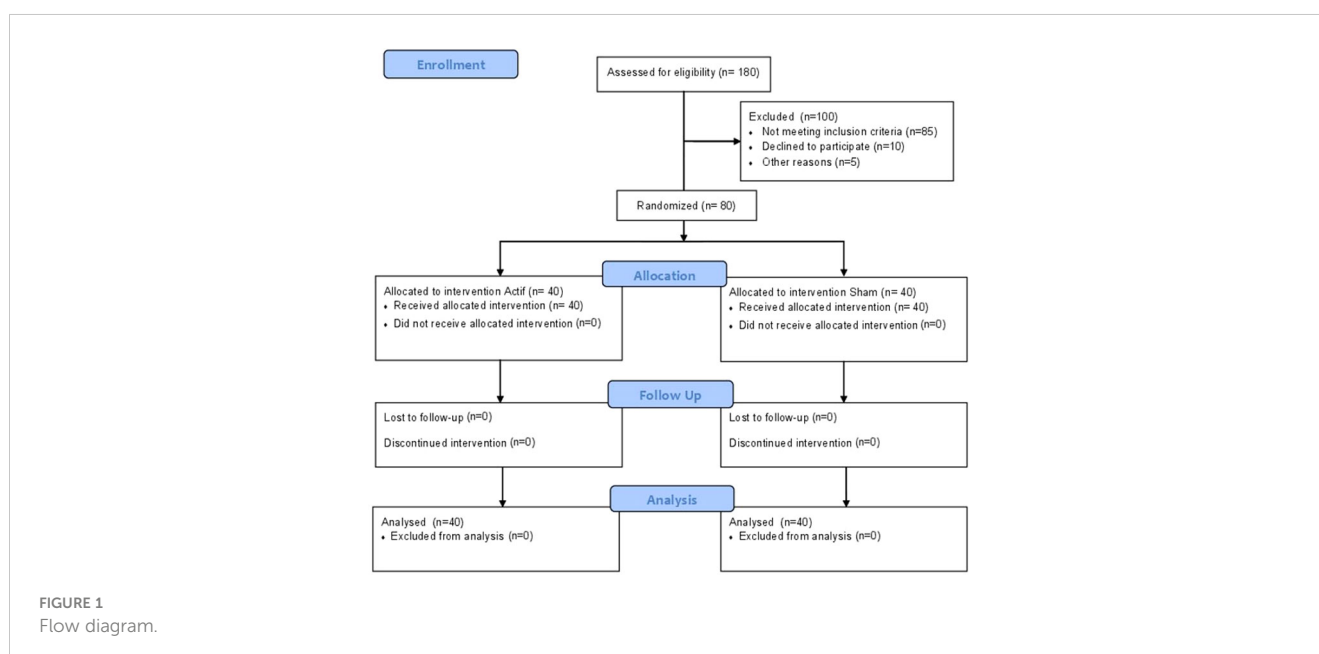 Enrollment
Assessed for eligibility (n= 180)
Excluded (n=100)
• Not meeting inclusion criteria (n=85)
• Declined to participate (n=10)
• Other reasons (n=5)
Randomized (n= 80)
Allocation
Allocated to intervention Actif (n= 40)
• Received allocated intervention (n= 40)
• Did not receive allocated intervention (n=0)
Allocated to intervention Sham (n= 40)
• Received allocated intervention (n= 40)
• Did not receive allocated intervention (n=0)
Follow Up
Lost to follow-up (n=0)
Discontinued intervention (n=0)
Lost to follow-up (n=0)
Discontinued intervention (n=0)
Analysis
Analysed (n=40)
• Excluded from analysis (n=0)
Analysed (n=40)
• Excluded from analysis (n=0)
FIGURE 1
Flow diagram.